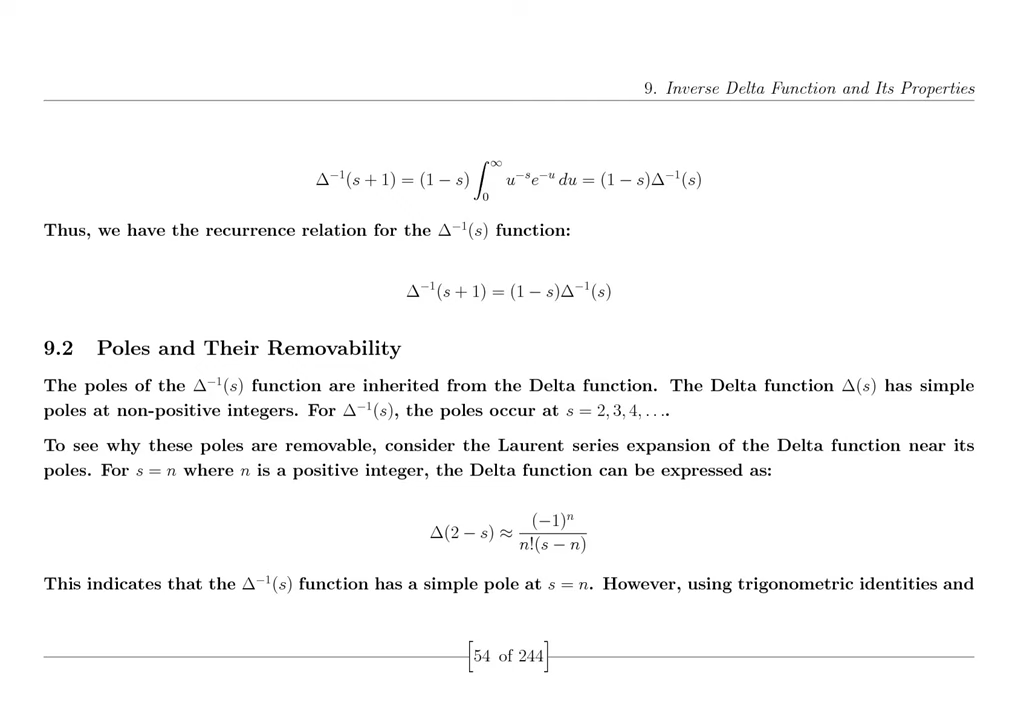 9. Inverse Delta Function and Its Properties
Δ⁻¹(s + 1) = (1 − s) ∫₀^∞ u⁻ˢe⁻ᵘ du = (1 − s)Δ⁻¹(s)
Thus, we have the recurrence relation for the Δ⁻¹(s) function:
Δ⁻¹(s + 1) = (1 − s)Δ⁻¹(s)
9.2 Poles and Their Removability
The poles of the Δ⁻¹(s) function are inherited from the Delta function. The Delta function Δ(s) has simple
poles at non-positive integers. For Δ⁻¹(s), the poles occur at s = 2, 3, 4, . . ..
To see why these poles are removable, consider the Laurent series expansion of the Delta function near its
poles. For s = n where n is a positive integer, the Delta function can be expressed as:
Δ(2 − s) ≈ (−1)ⁿ / n!(s − n)
This indicates that the Δ⁻¹(s) function has a simple pole at s = n. However, using trigonometric identities and
[54 of 244]